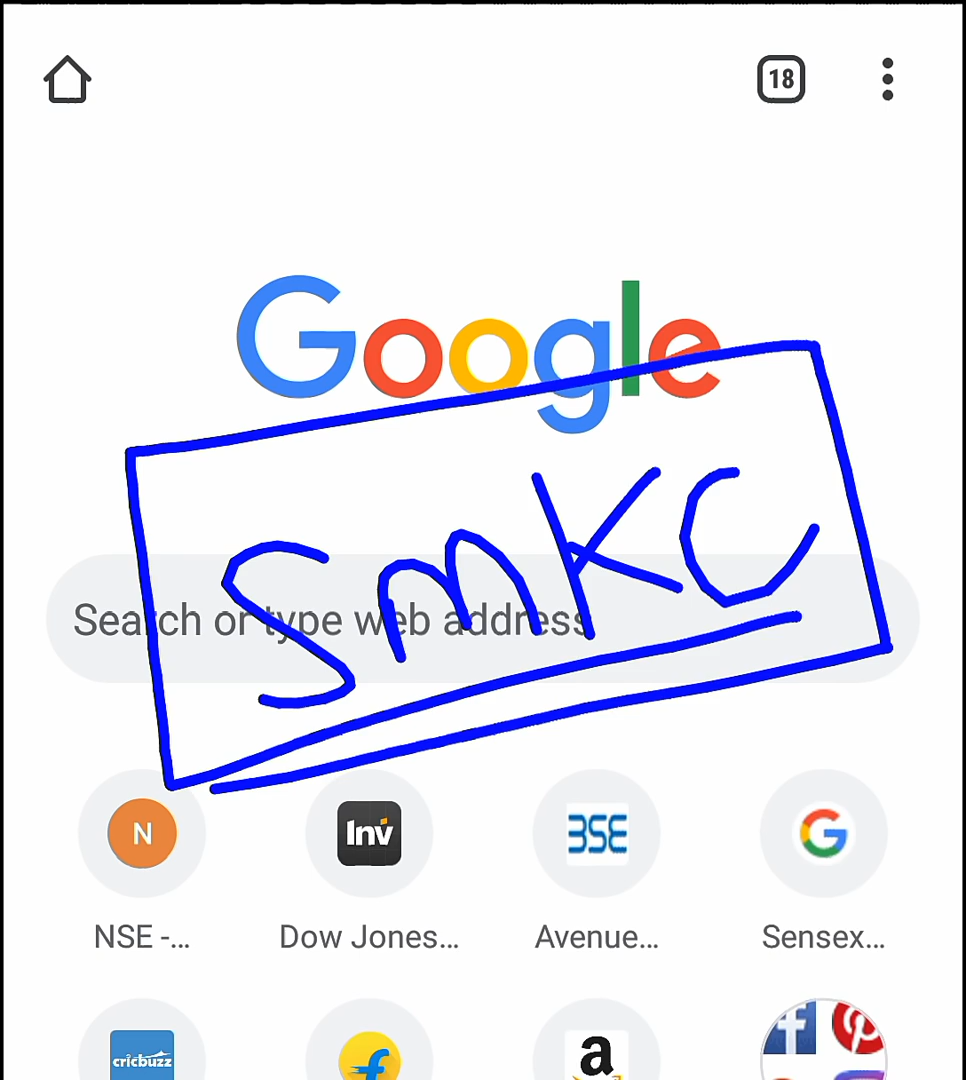 18
Google
SmKC
Search or type web address
N Inv BSE G
NSE -... Dow Jones... Avenue... Sensex...
cricbuzz f a f